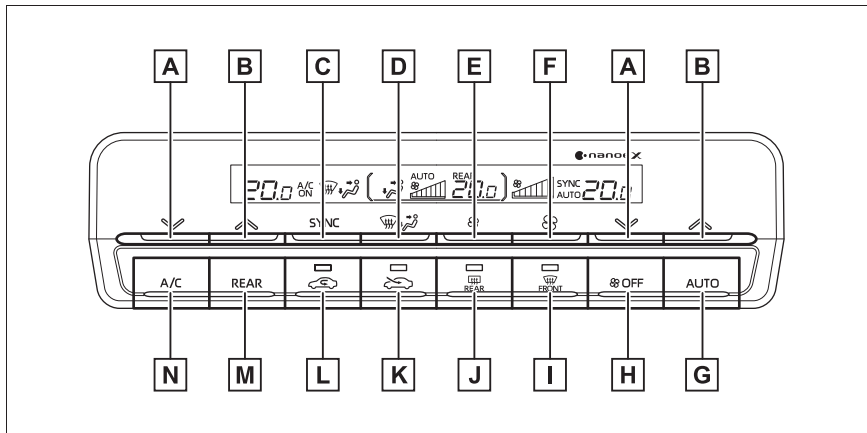 A B C D E F A B
nanoeX
AUTO REAR
20.0 A/C ON 20.0 SYNC AUTO 20.0
SYNC
A/C REAR REAR FRONT OFF AUTO
N M L K J I H G